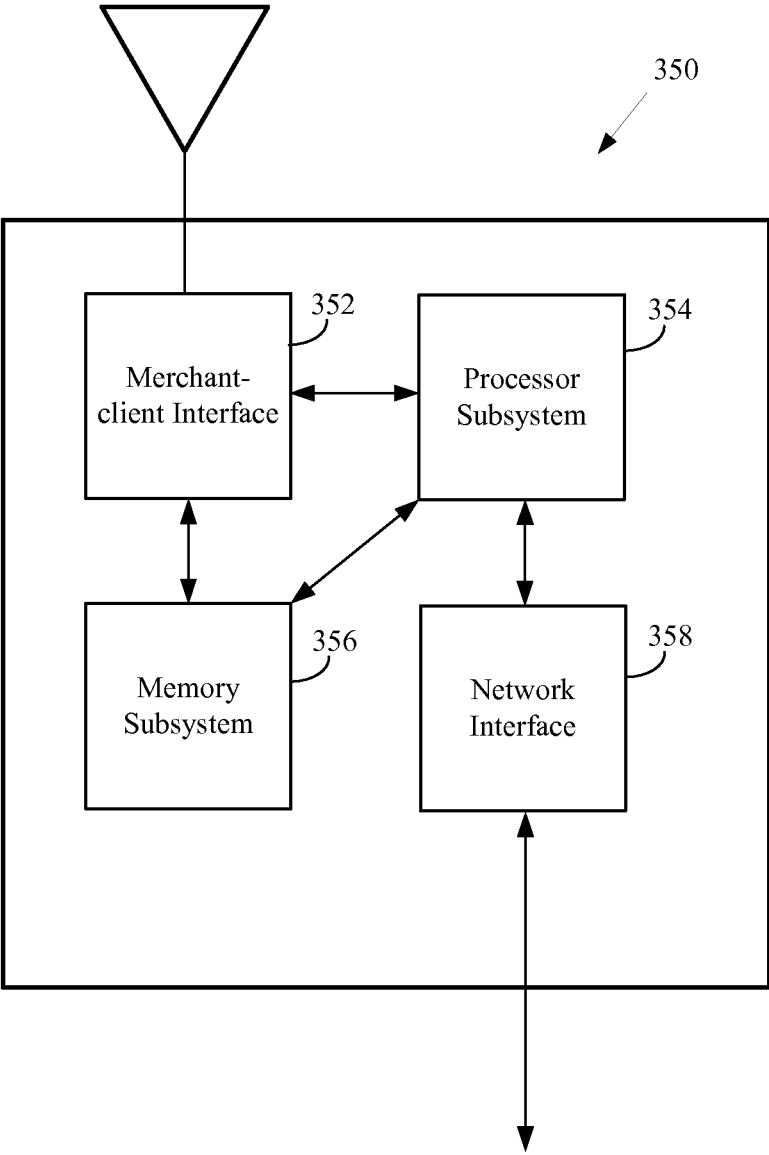 350
352
354
Merchant-
client Interface
Processor
Subsystem
356
358
Memory
Subsystem
Network
Interface